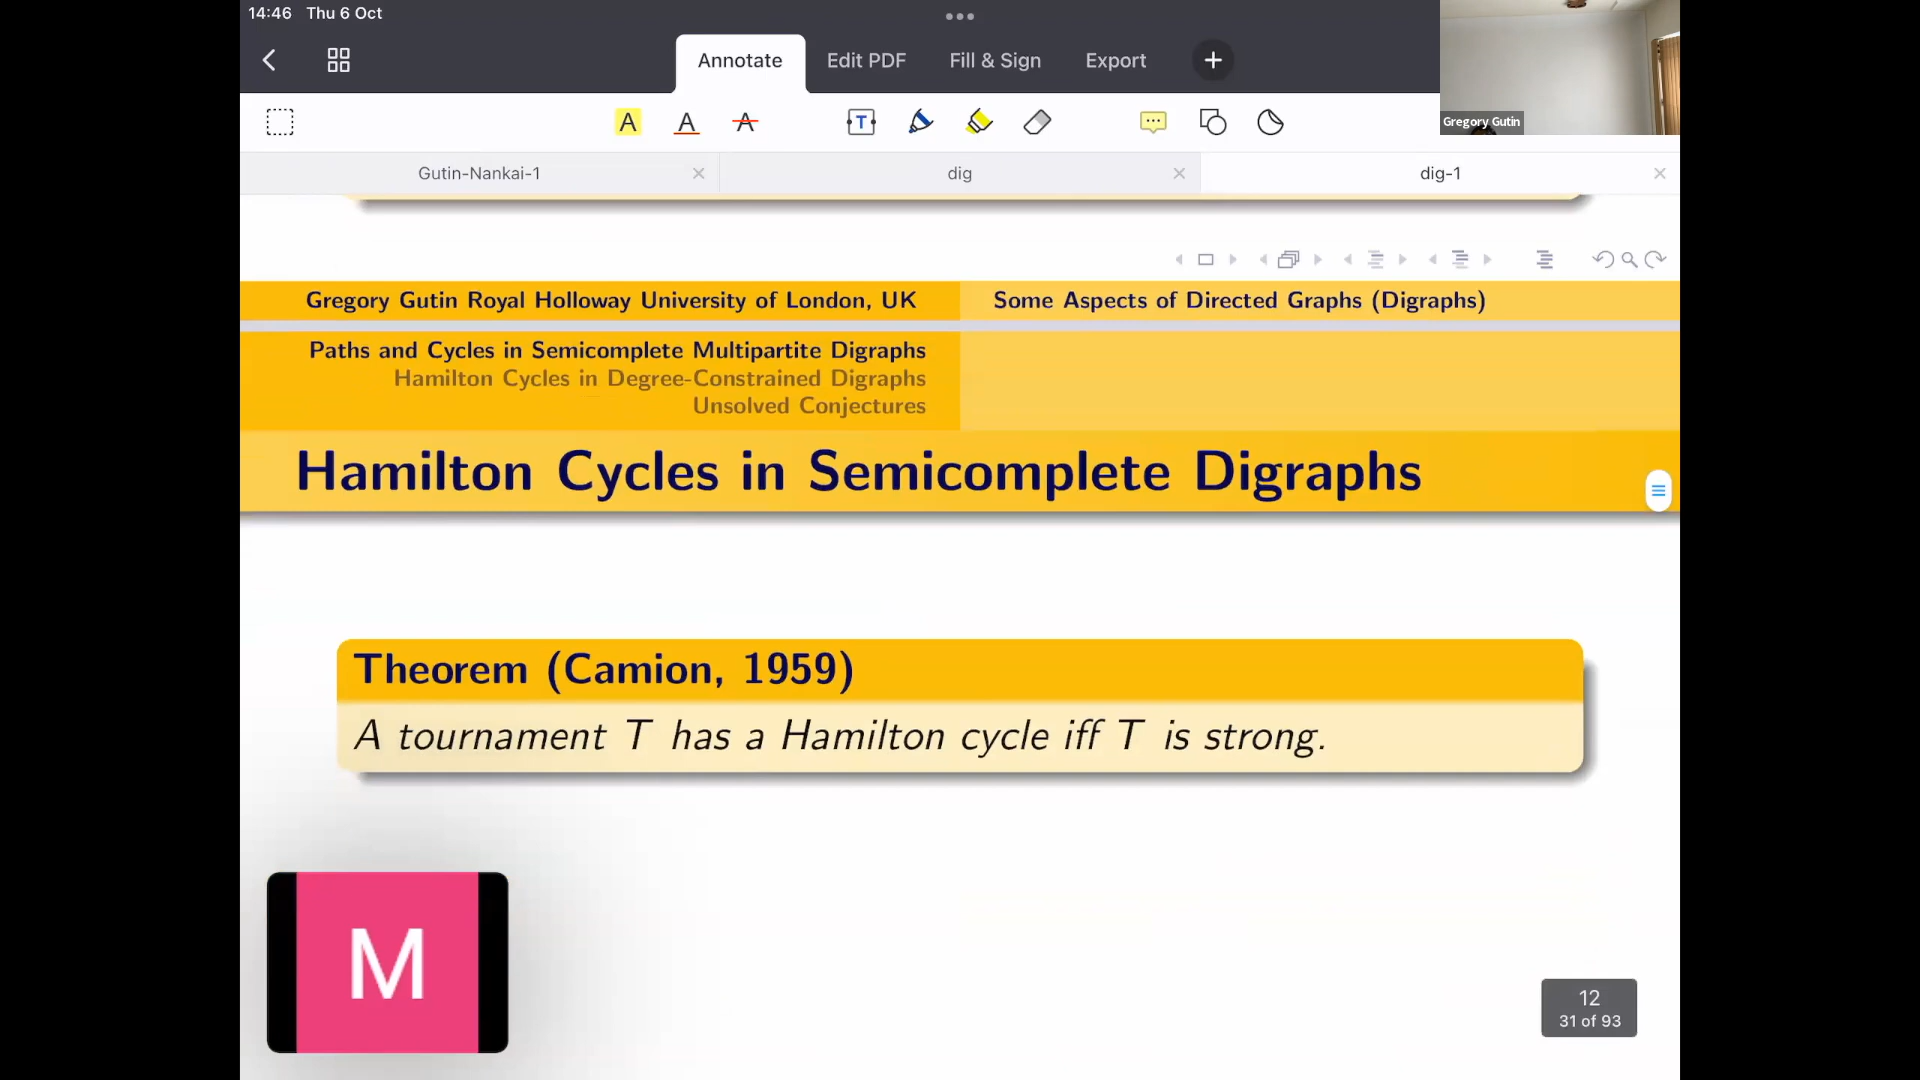 14:46 Thu 6 Oct
Annotate Edit PDF Fill & Sign Export
Gregory Gutin
A A A T
Gutin-Nankai-1 dig dig-1
Gregory Gutin Royal Holloway University of London, UK Some Aspects of Directed Graphs (Digraphs)
Paths and Cycles in Semicomplete Multipartite Digraphs
Hamilton Cycles in Degree-Constrained Digraphs
Unsolved Conjectures
Hamilton Cycles in Semicomplete Digraphs
Theorem (Camion, 1959)
A tournament T has a Hamilton cycle iff T is strong.
M
12
31 of 93